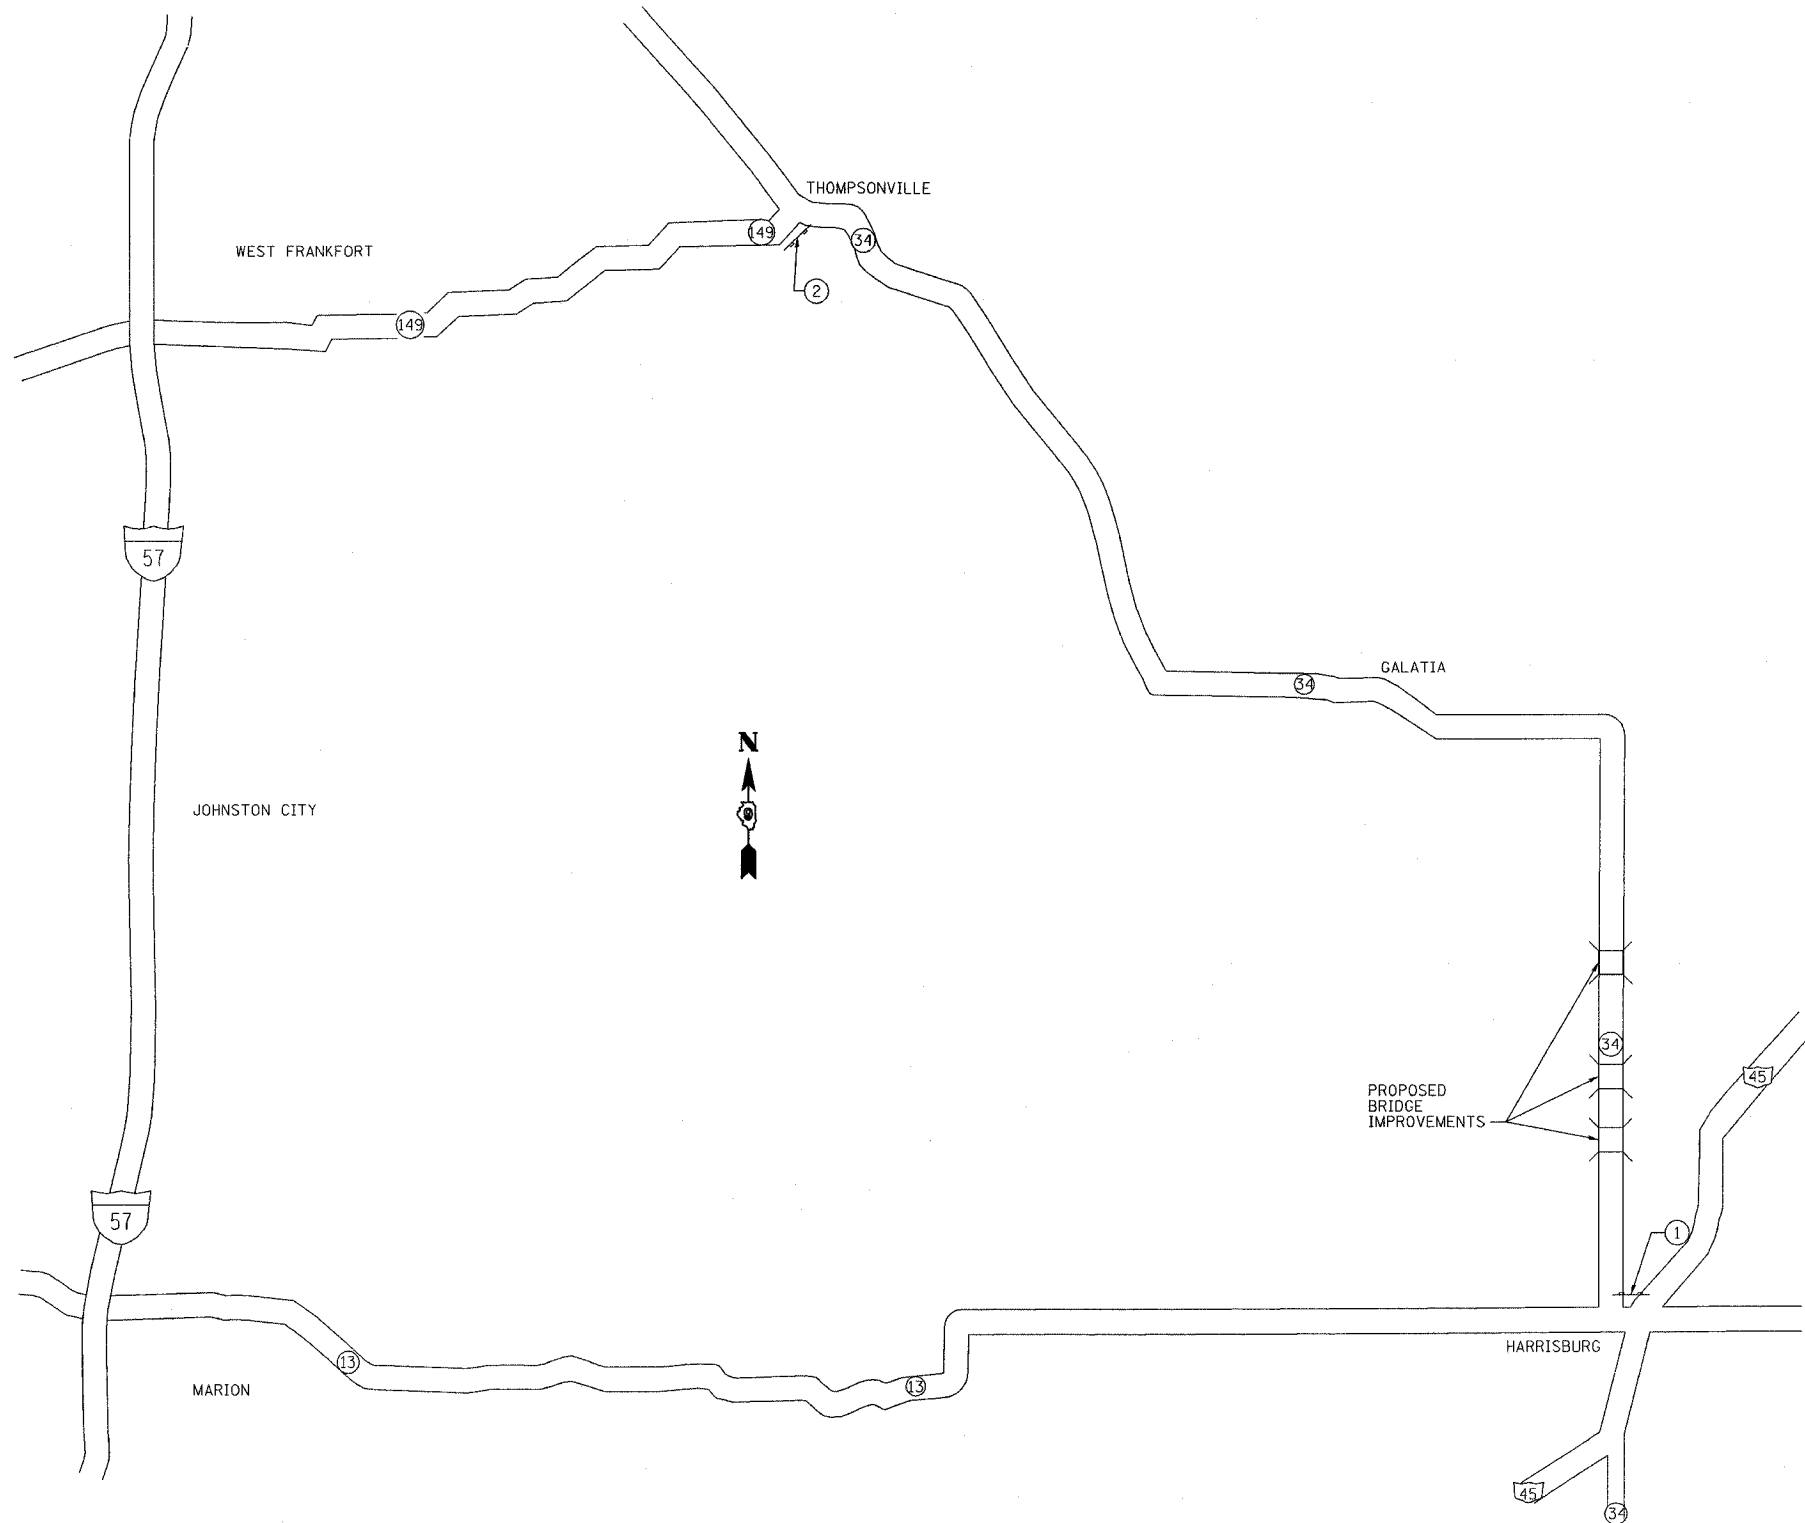 THOMPSONVILLE
149
34
WEST FRANKFORT
2
149
57
GALATIA
34
N
JOHNSTON CITY
34
45
PROPOSED
BRIDGE
IMPROVEMENTS
57
1
HARRISBURG
13
13
MARION
45
34